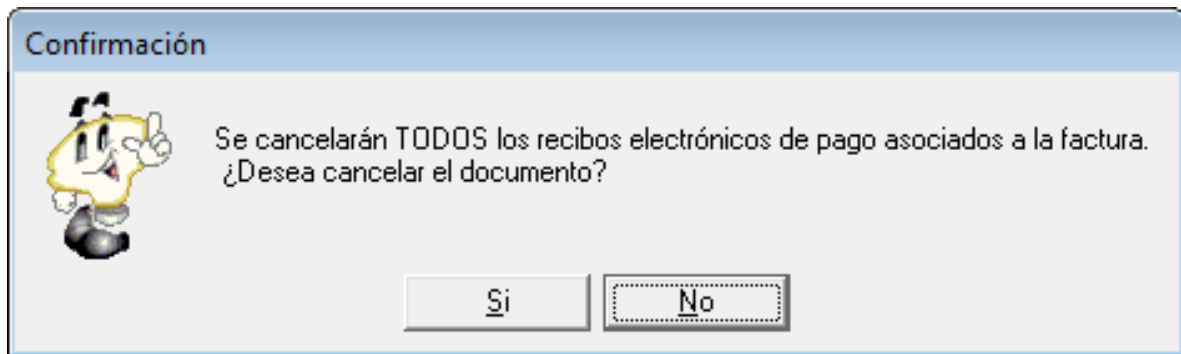 Confirmación
Se cancelarán TODOS los recibos electrónicos de pago asociados a la factura.
¿Desea cancelar el documento?
Si
No